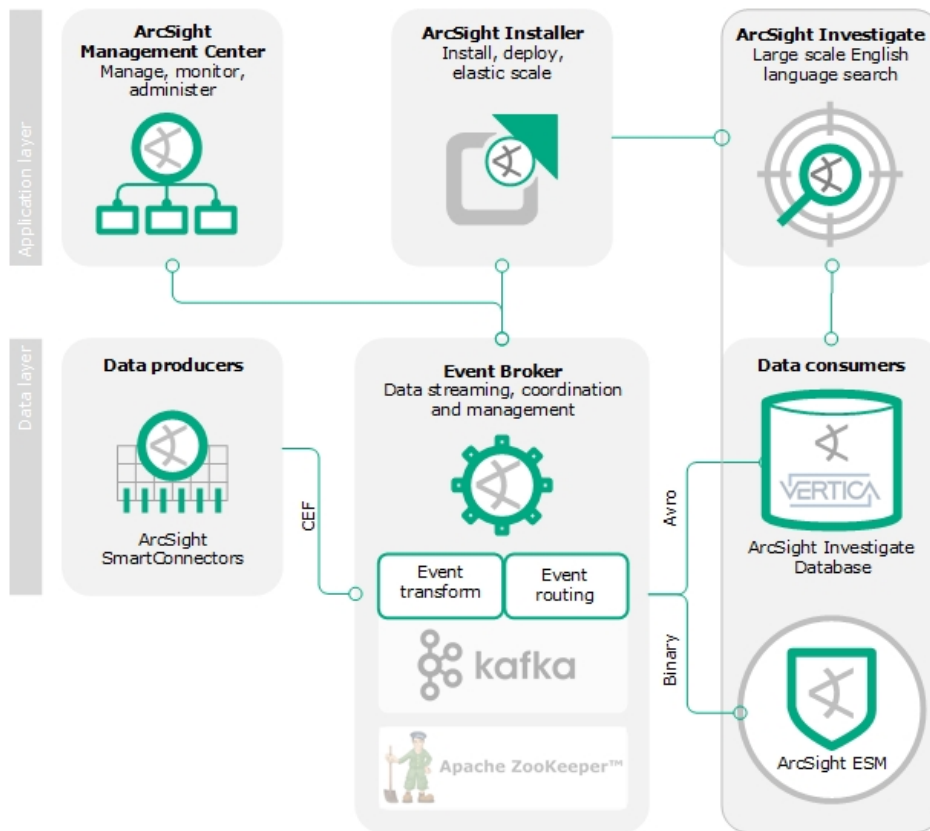 Application layer
ArcSight
Management Center
Manage, monitor,
administer
ArcSight Installer
Install, deploy,
elastic scale
ArcSight Investigate
Large scale English
language search
Data layer
Data producers
ArcSight
SmartConnectors
CEF
Event Broker
Data streaming, coordination
and management
Event
transform
Event
routing
kafka
Apache ZooKeeper™
Avro
Binary
Data consumers
VERTICA
ArcSight Investigate
Database
ArcSight ESM